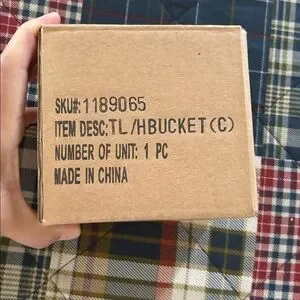 SKU#:1189065
ITEM DESC:TL/HBUCKET(C)
NUMBER OF UNIT: 1 PC
MADE IN CHINA